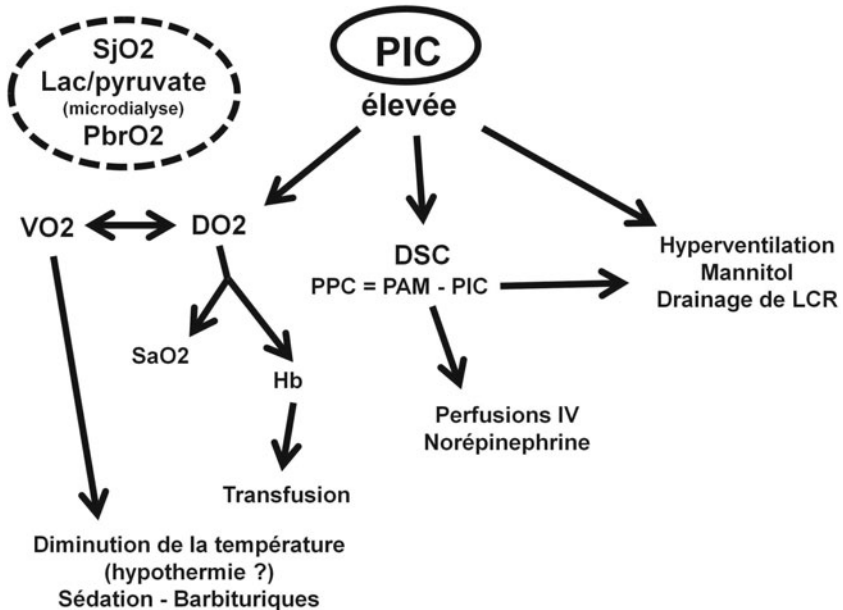 SjO2
Lac/pyruvate
(microdialyse)
PbrO2
PIC
élevée
VO2
DO2
DSC
PPC = PAM - PIC
Hyperventilation
Mannitol
Drainage de LCR
SaO2
Hb
Perfusions IV
Norépinephrine
Transfusion
Diminution de la température
(hypothermie ?)
Sédation - Barbituriques